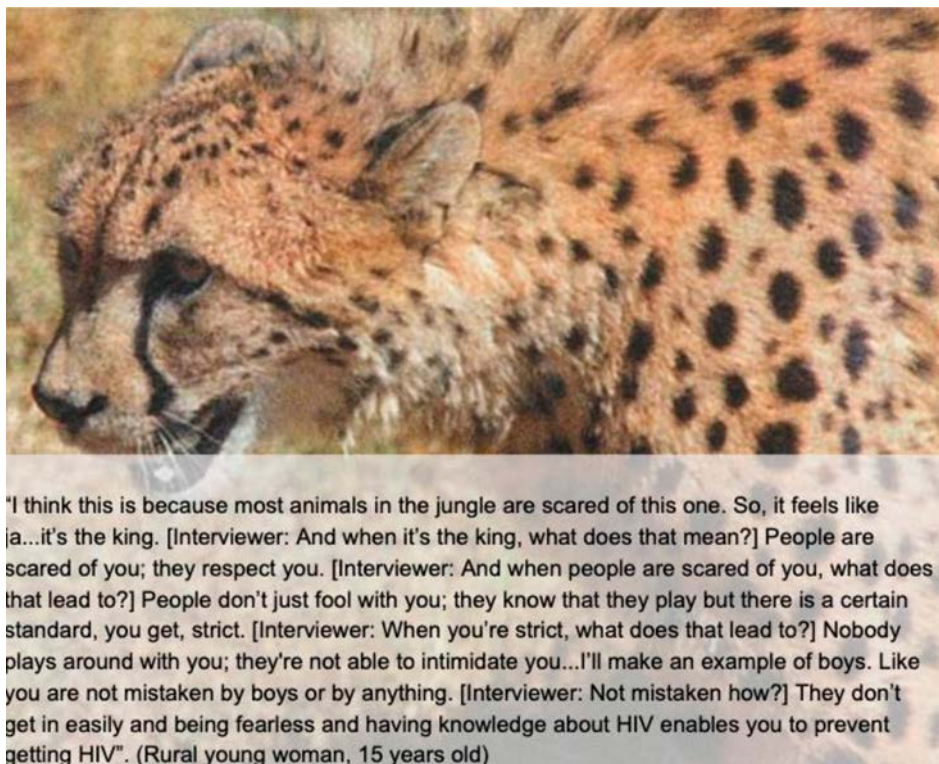 “I think this is because most animals in the jungle are scared of this one. So, it feels like
ja...it's the king. [Interviewer: And when it's the king, what does that mean?] People are
scared of you; they respect you. [Interviewer: And when people are scared of you, what does
that lead to?] People don't just fool with you; they know that they play but there is a certain
standard, you get, strict. [Interviewer: When you're strict, what does that lead to?] Nobody
plays around with you; they're not able to intimidate you...I'll make an example of boys. Like
you are not mistaken by boys or by anything. [Interviewer: Not mistaken how?] They don't
get in easily and being fearless and having knowledge about HIV enables you to prevent
getting HIV”. (Rural young woman, 15 years old)